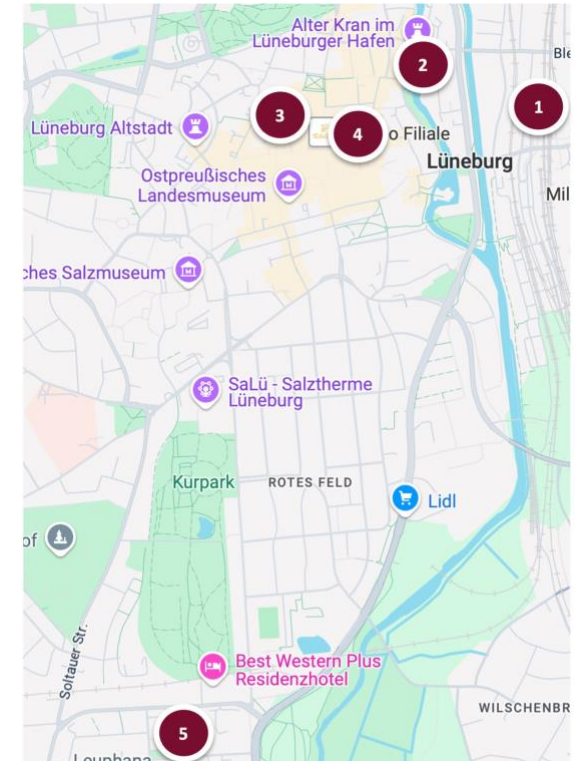 Alter Kran im
Lüneburger Hafen
2
Ble
1
3
Lüneburg Altstadt
4
o Filiale
Lüneburg
Ostpreußisches
Landesmuseum
Mil
ches Salzmuseum
SaLü - Salztherme
Lüneburg
Kurpark
ROTES FELD
Lidl
of
Soltauer Str.
Best Western Plus
Residenzhotel
WILSCHENBR
5
Leuphana